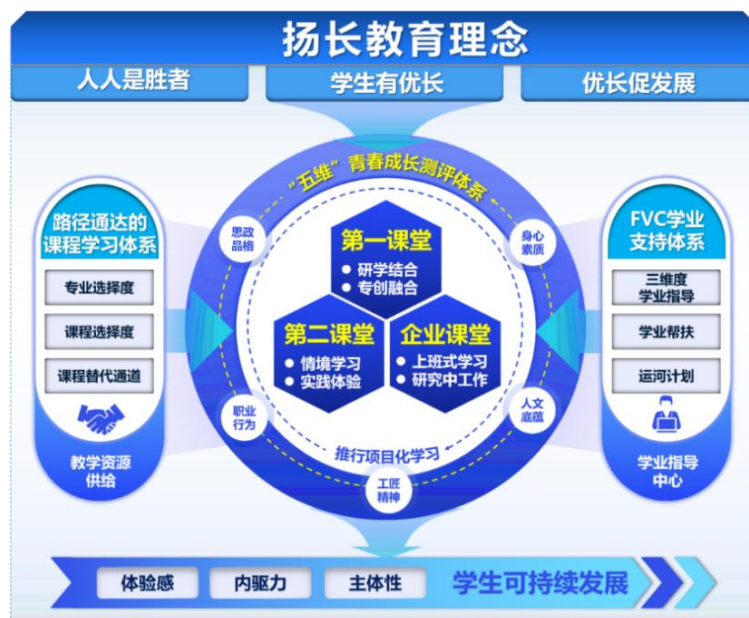 扬长教育理念
人人是胜者
学生有优长
优长促发展
“五维”青春成长测评体系
路径通达的
课程学习体系
专业选择度
课程选择度
课程替代通道
教学资源
供给
思政
品格
身心
素质
第一课堂
● 研学结合
● 专创融合
第二课堂
● 情境学习
● 实践体验
企业课堂
● 上班式学习
● 研究中工作
职业
行为
人文
底蕴
推行项目化学习
工匠
精神
FVC学业
支持体系
三维度
学业指导
学业帮扶
运河计划
学业指导
中心
体验感
内驱力
主体性
学生可持续发展